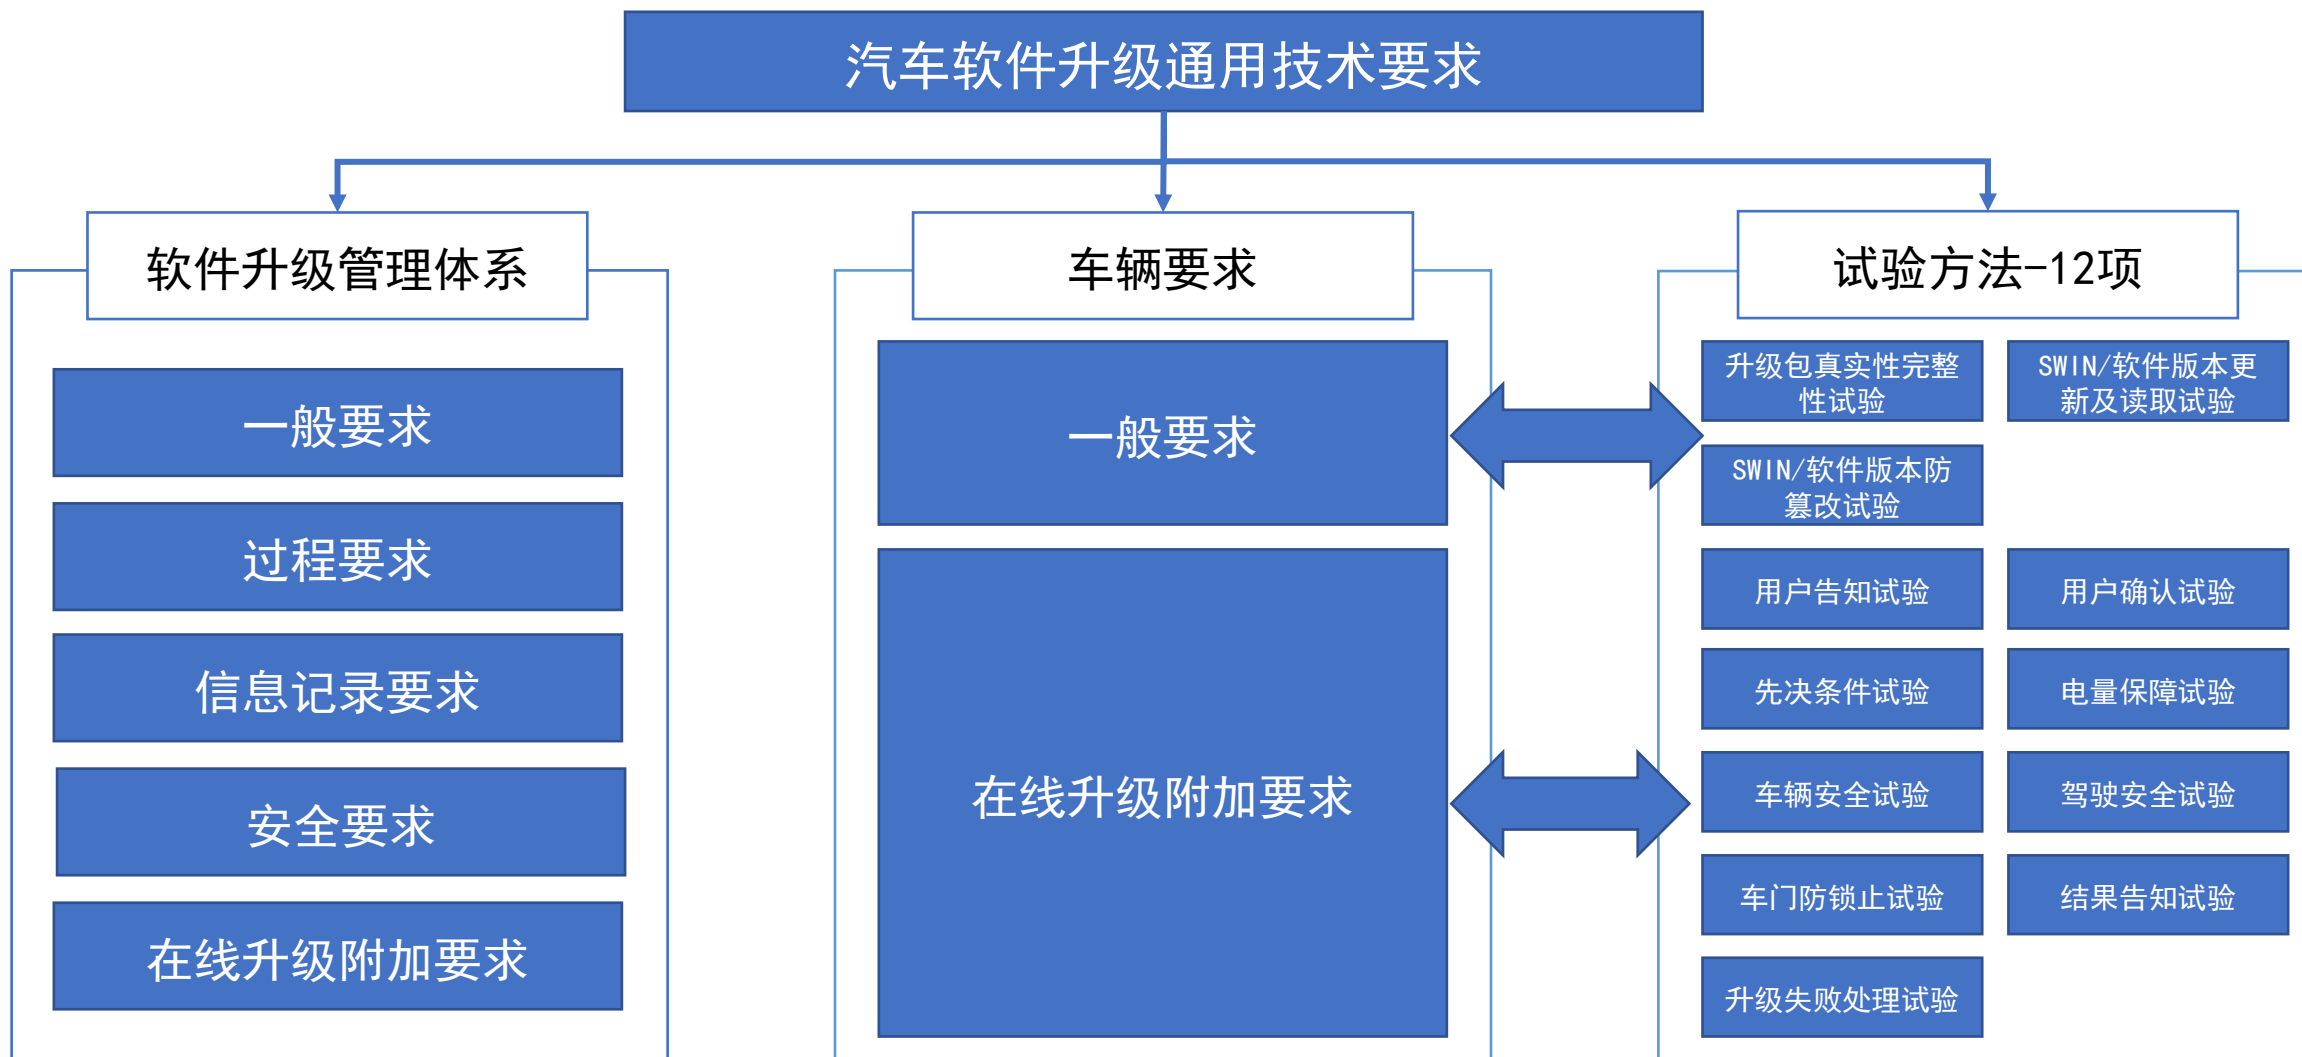 汽车软件升级通用技术要求
软件升级管理体系
一般要求
过程要求
信息记录要求
安全要求
在线升级附加要求
车辆要求
一般要求
在线升级附加要求
试验方法-12项
升级包真实性完整
性试验
SWIN/软件版本更
新及读取试验
SWIN/软件版本防
篡改试验
用户告知试验
用户确认试验
先决条件试验
电量保障试验
车辆安全试验
驾驶安全试验
车门防锁止试验
结果告知试验
升级失败处理试验